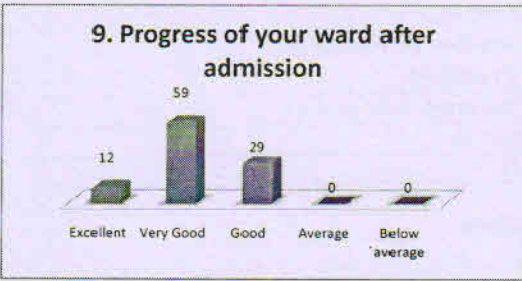 9. Progress of your ward after
admission
59
29
12
0 0
Excellent Very Good Good Average Below
average